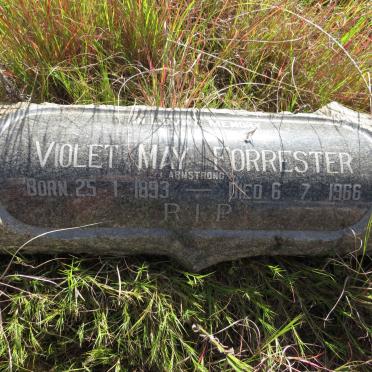 VIOLET MAY FORRESTER
ARMSTRONG
BORN 25 1 1893 — DIED 6 7 1966
R I P